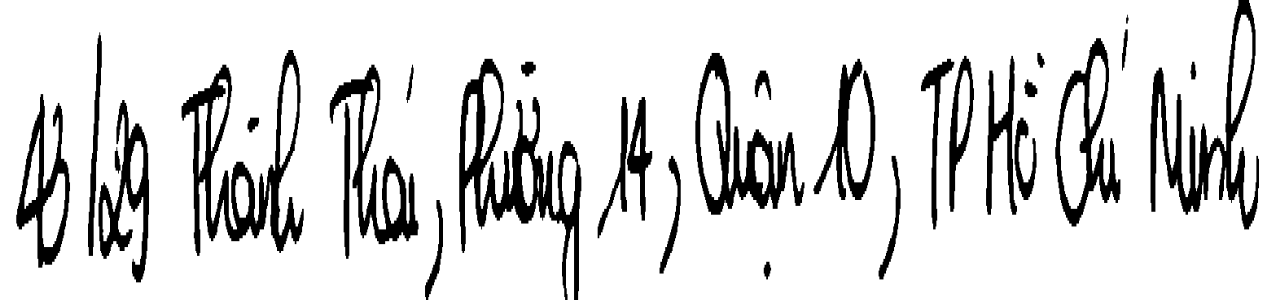 43/29 Thành Thái, Phường 14, Quận 10, TP Hồ Chí Minh